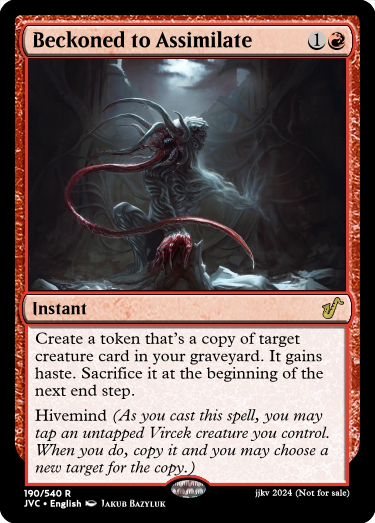 Beckoned to Assimilate 1
Instant
Create a token that's a copy of target
creature card in your graveyard. It gains
haste. Sacrifice it at the beginning of the
next end step.
Hivemind (As you cast this spell, you may
tap an untapped Vircek creature you control.
When you do, copy it and you may choose a
new target for the copy.)
190/540 R
JVC • English Jakub Bazyluk
jjkv 2024 (Not for sale)